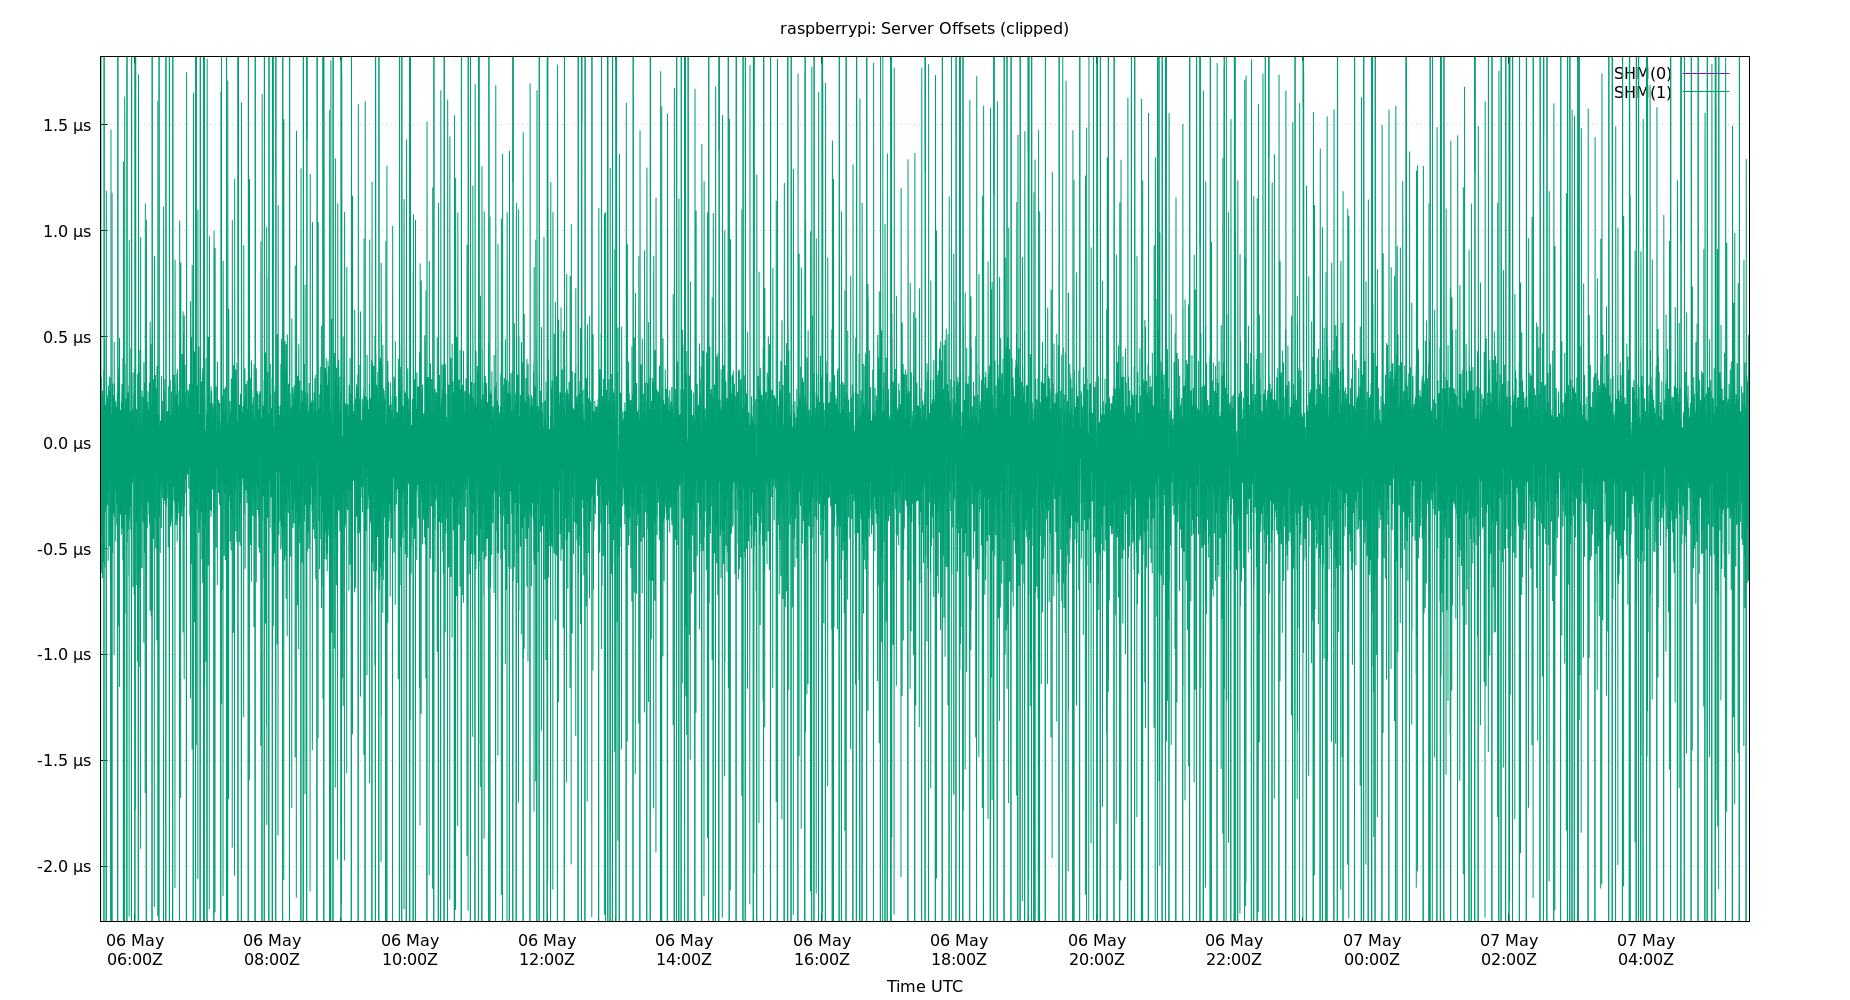 raspberrypi: Server Offsets (clipped)
SHM(0)
SHM(1)
1.5 µs
1.0 µs
0.5 µs
0.0 µs
-0.5 µs
-1.0 µs
-1.5 µs
-2.0 µs
06 May 06 May 06 May 06 May 06 May 06 May 06 May 06 May 06 May 07 May 07 May 07 May
06:00Z 08:00Z 10:00Z 12:00Z 14:00Z 16:00Z 18:00Z 20:00Z 22:00Z 00:00Z 02:00Z 04:00Z
Time UTC